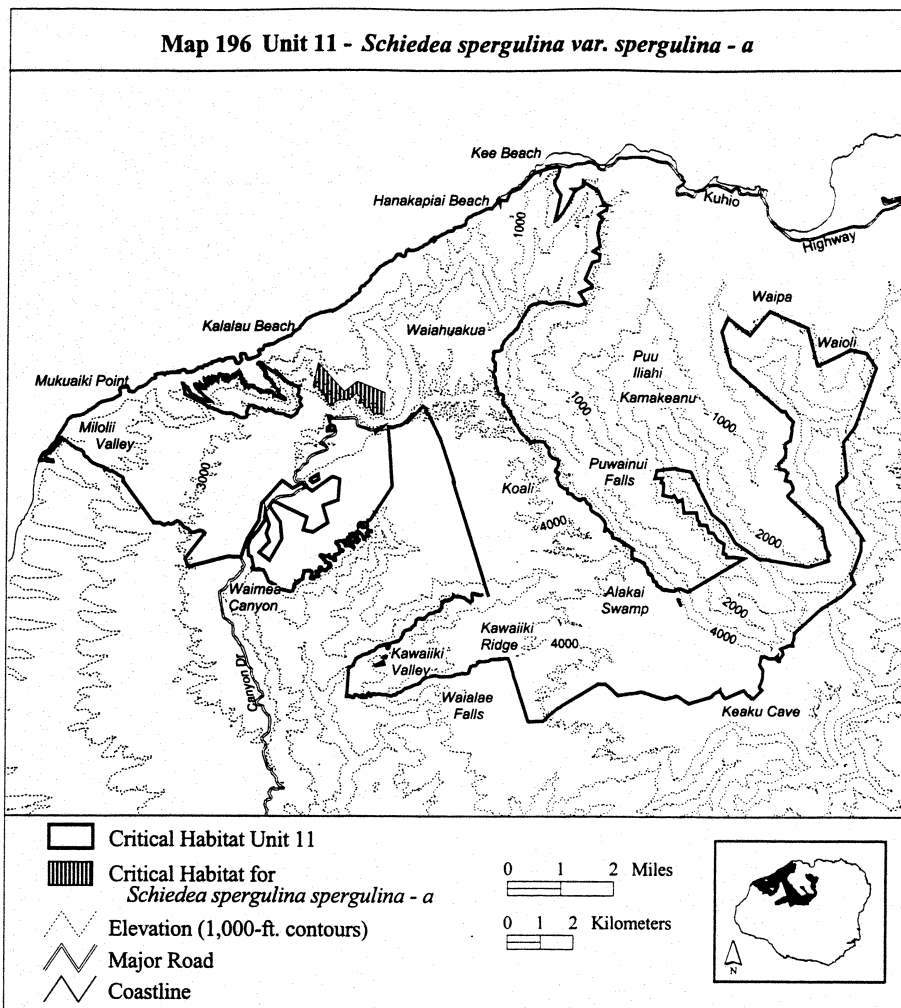 Map 196 Unit 11 - Schiedea spergulina var. spergulina - a
Kee Beach
Hanakapiai Beach
Kuhio
Highway
1000
Waipa
Kalalau Beach
Waiahuakua
Waioli
Mukuaiki Point
Puu
Iliahi
Kamakeanu
1000
1000
Milolii
Valley
3000
Puwainui
Falls
Koali
4000
2000
Waimea
Canyon
Alakai
Swamp
2000
4000
Kawaiiki
Ridge
4000
Kawaiiki
Valley
Canyon Dr
Waialae
Falls
Keaku Cave
Critical Habitat Unit 11
Critical Habitat for
Schiedea spergulina spergulina - a
Elevation (1,000-ft. contours)
Major Road
Coastline
0 1 2 Miles
0 1 2 Kilometers
N